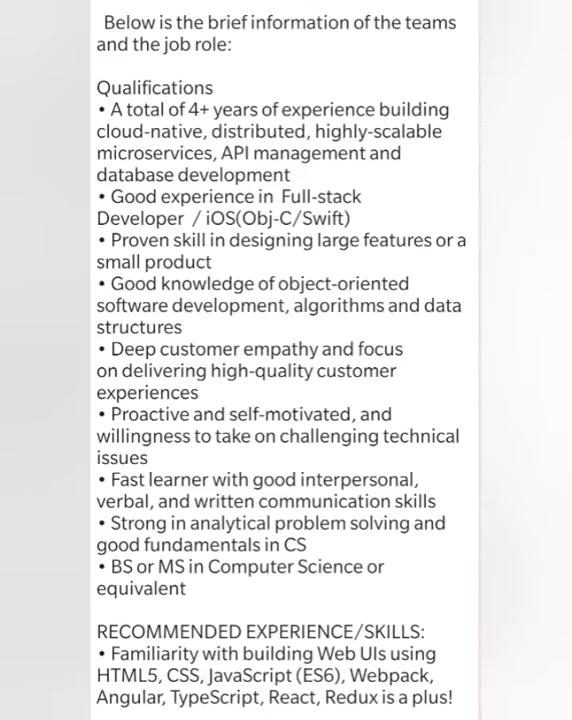 Below is the brief information of the teams
and the job role:
Qualifications
• A total of 4+ years of experience building
cloud-native, distributed, highly-scalable
microservices, API management and
database development
• Good experience in Full-stack
Developer / iOS(Obj-C/Swift)
• Proven skill in designing large features or a
small product
• Good knowledge of object-oriented
software development, algorithms and data
structures
• Deep customer empathy and focus
on delivering high-quality customer
experiences
• Proactive and self-motivated, and
willingness to take on challenging technical
issues
• Fast learner with good interpersonal,
verbal, and written communication skills
• Strong in analytical problem solving and
good fundamentals in CS
• BS or MS in Computer Science or
equivalent
RECOMMENDED EXPERIENCE/SKILLS:
• Familiarity with building Web UIs using
HTML5, CSS, JavaScript (ES6), Webpack,
Angular, TypeScript, React, Redux is a plus!